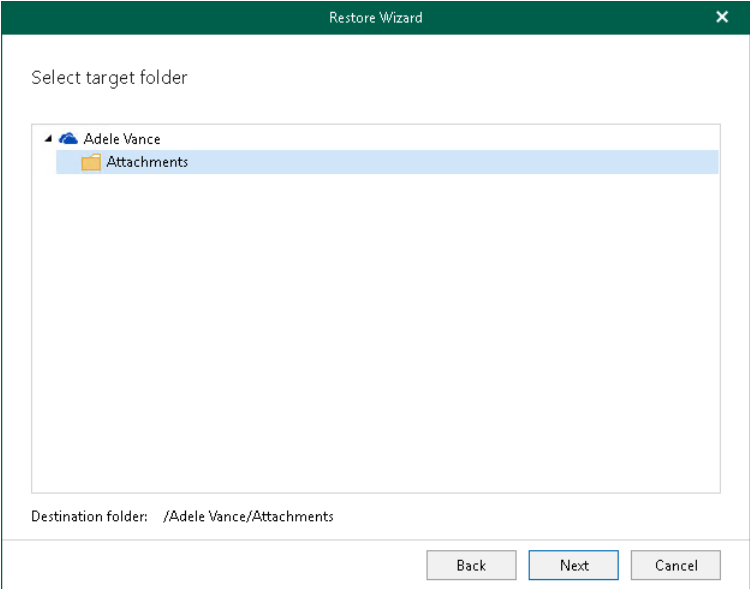 Restore Wizard
Select target folder
Adele Vance
Attachments
Destination folder: /Adele Vance/Attachments
Back Next Cancel